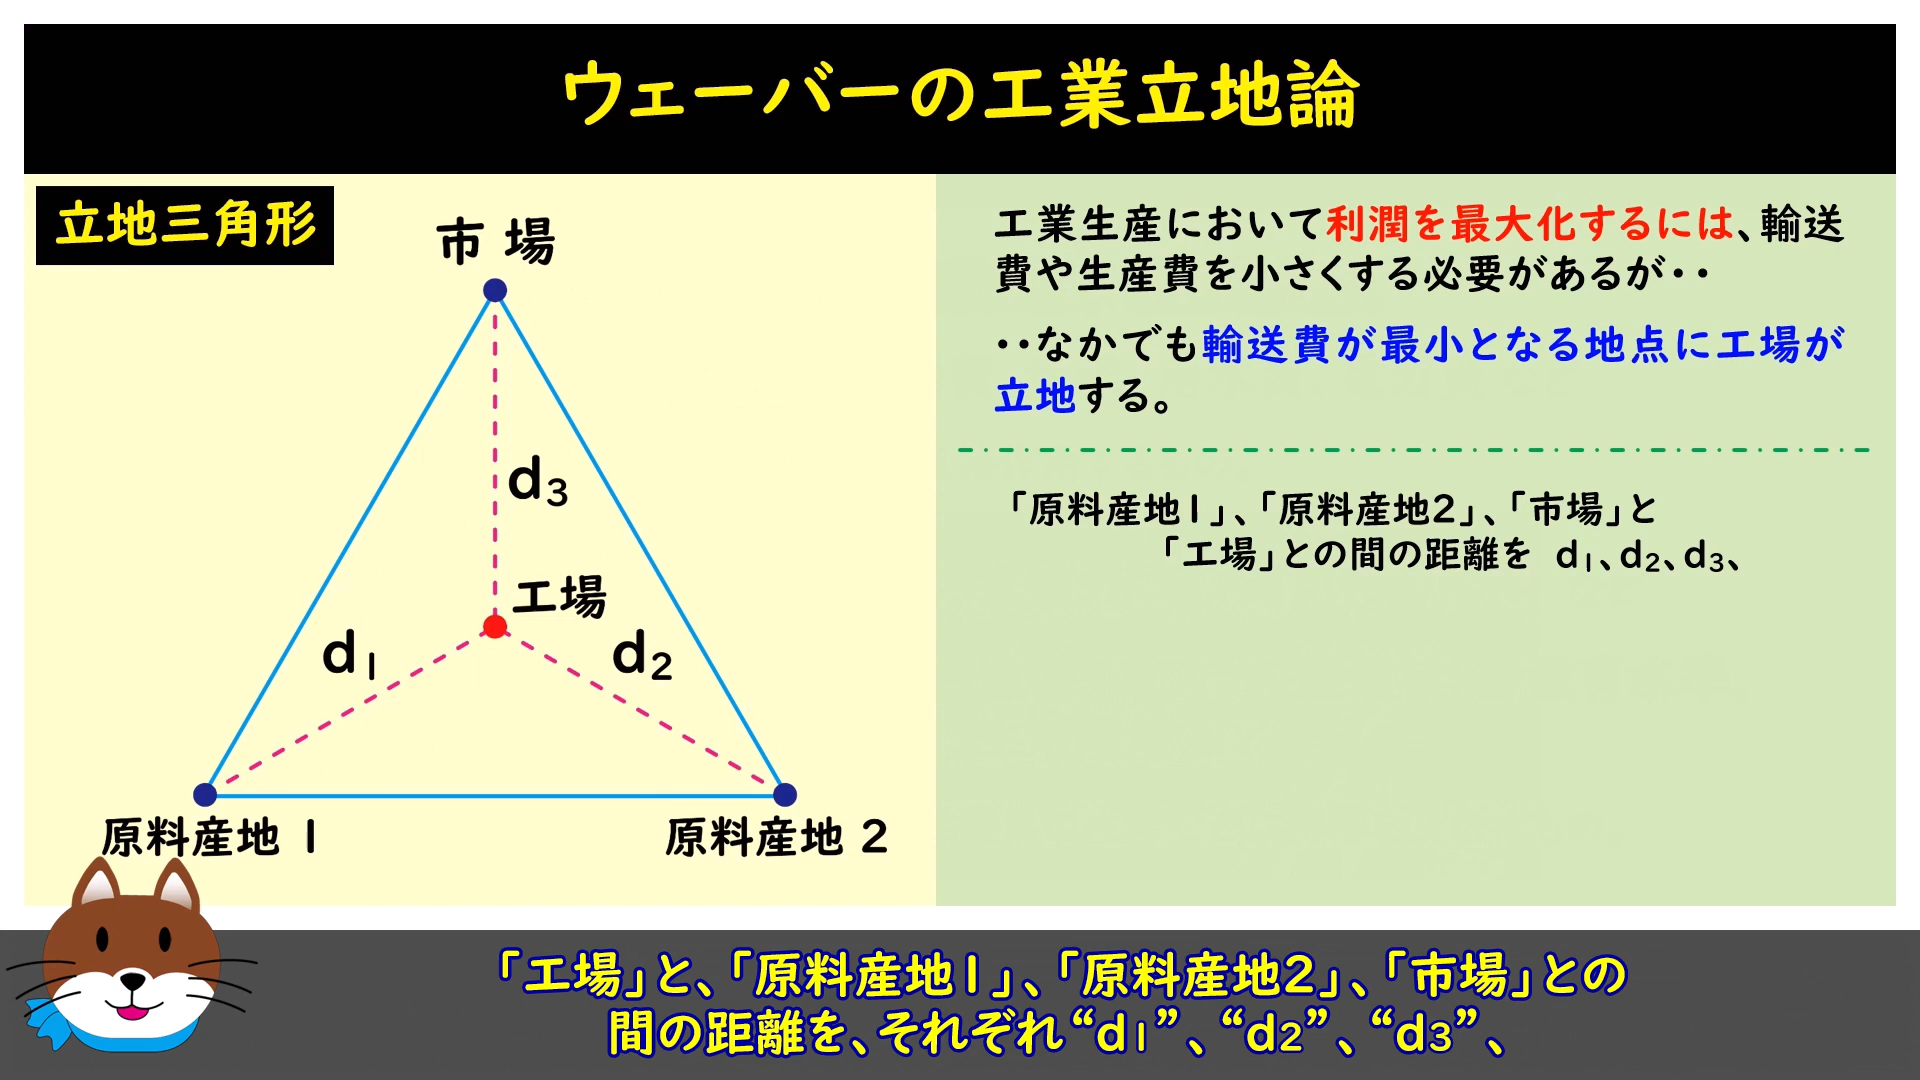 ウェーバーの工業立地論
立地三角形
市 場
d3
工場
d1
d2
原料産地 1
原料産地 2
工業生産において利潤を最大化するには、輸送
費や生産費を小さくする必要があるが・・
・・なかでも輸送費が最小となる地点に工場が
立地する。
「原料産地1」、「原料産地2」、「市場」と
「工場」との間の距離を d1、d2、d3、
「工場」と、「原料産地1」、「原料産地2」、「市場」との
間の距離を、それぞれ“d1”、“d2”、“d3”、